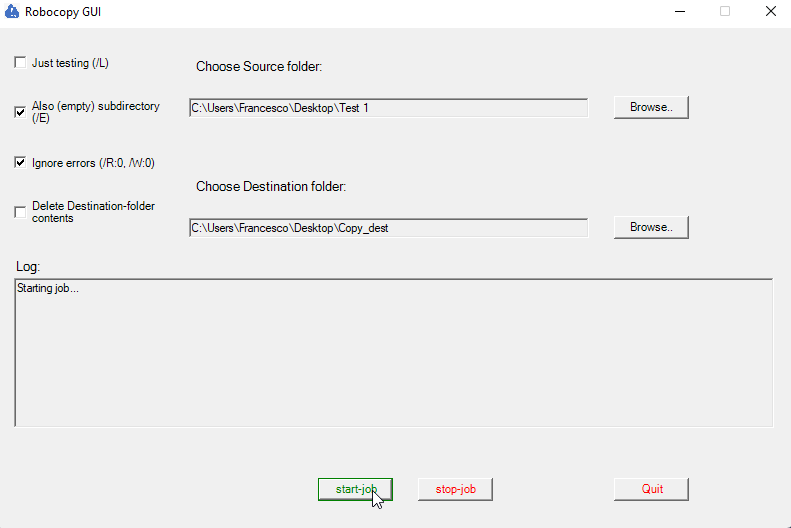 Robocopy GUI
Just testing (/L)
Choose Source folder:
Also (empty) subdirectory
(/E)
C:\Users\Francesco\Desktop\Test 1
Browse..
Ignore errors (/R:0, /W:0)
Choose Destination folder:
Delete Destination-folder
contents
C:\Users\Francesco\Desktop\Copy_dest
Browse..
Log:
Starting job...
start-job
stop-job
Quit